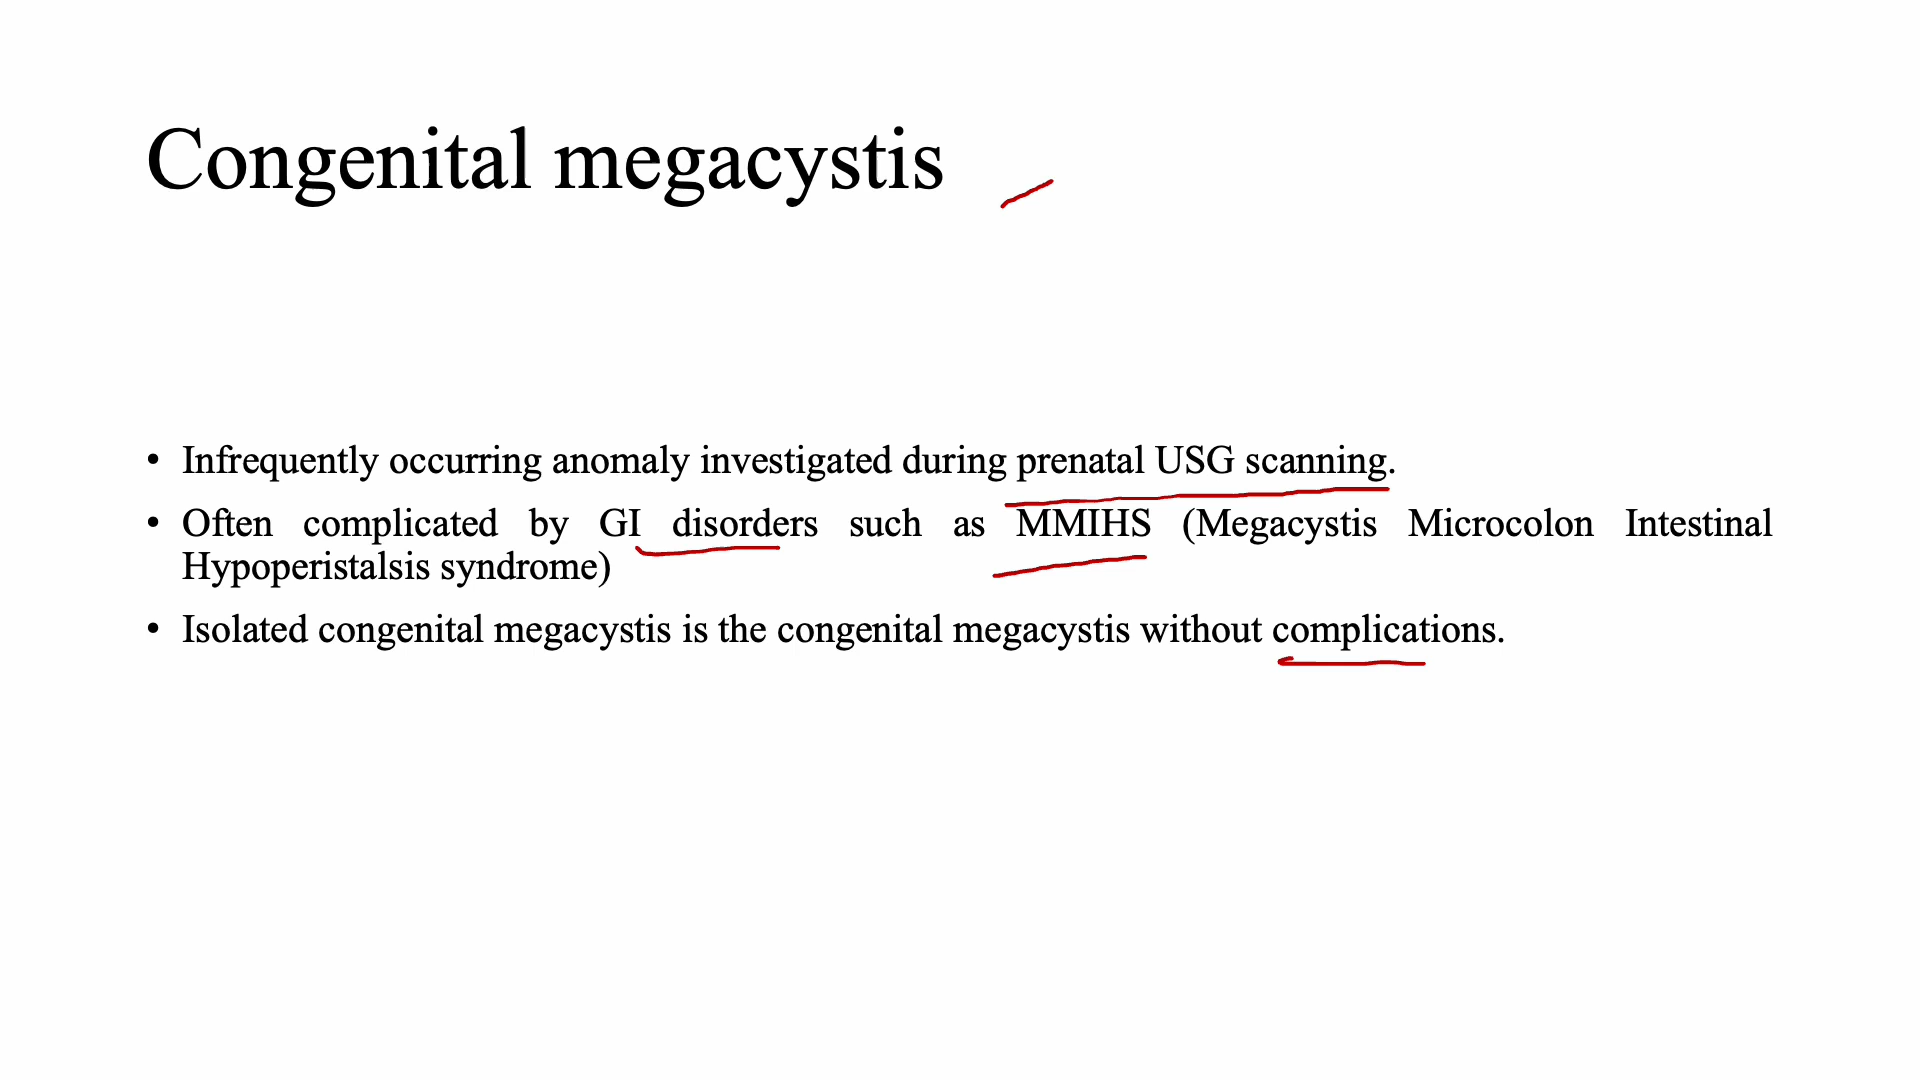 Congenital megacystis
• Infrequently occurring anomaly investigated during prenatal USG scanning.
• Often complicated by GI disorders such as MMIHS (Megacystis Microcolon Intestinal
Hypoperistalsis syndrome)
• Isolated congenital megacystis is the congenital megacystis without complications.